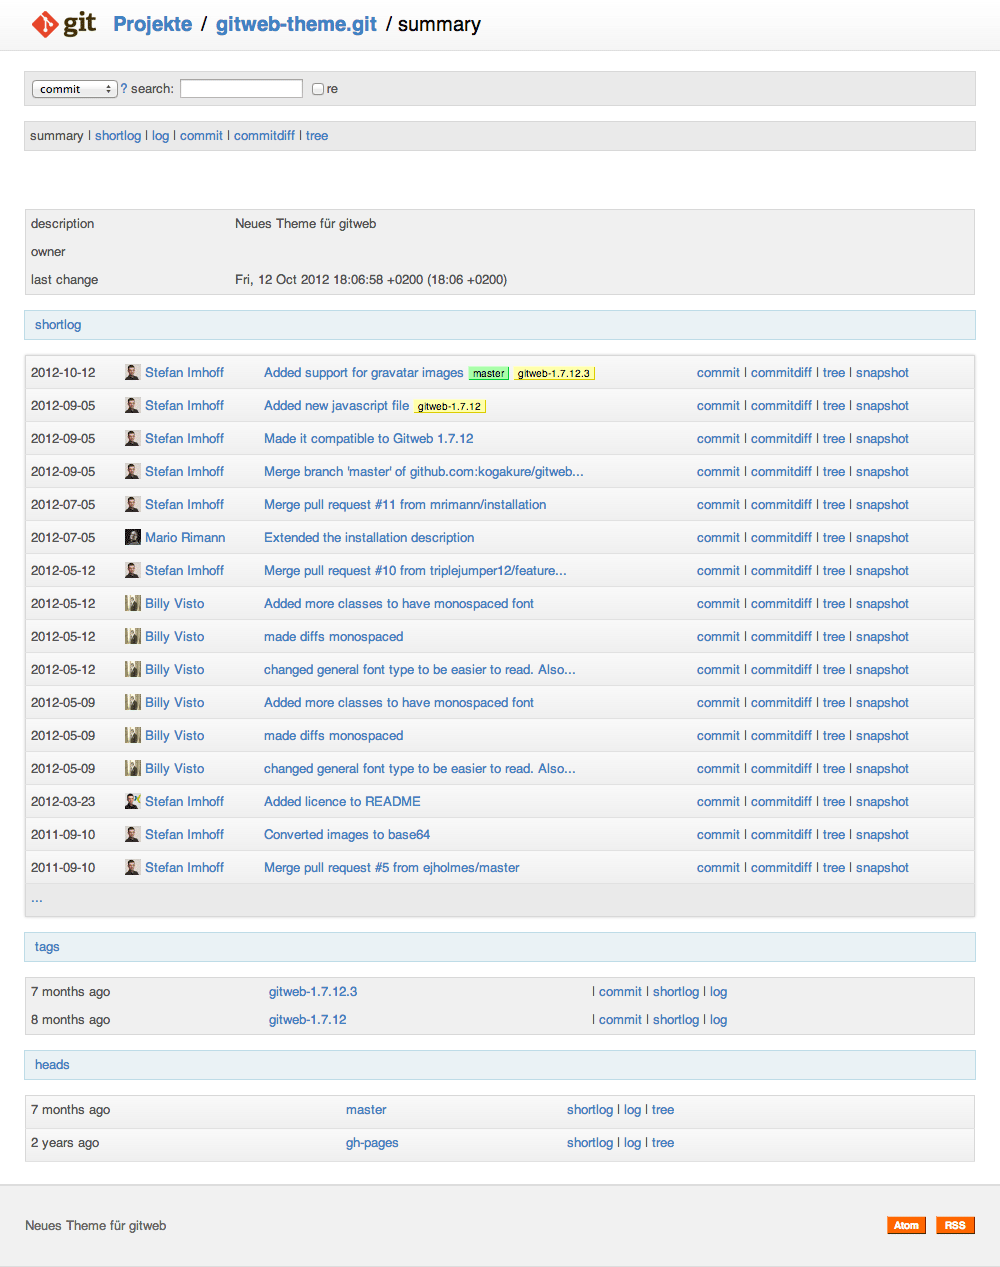 git Projekte / gitweb-theme.git / summary
commit ? search: re
summary | shortlog | log | commit | commitdiff | tree
description Neues Theme für gitweb
owner
last change Fri, 12 Oct 2012 18:06:58 +0200 (18:06 +0200)
shortlog
2012-10-12 Stefan Imhoff Added support for gravatar images master gitweb-1.7.12.3 commit | commitdiff | tree | snapshot
2012-09-05 Stefan Imhoff Added new javascript file gitweb-1.7.12 commit | commitdiff | tree | snapshot
2012-09-05 Stefan Imhoff Made it compatible to Gitweb 1.7.12 commit | commitdiff | tree | snapshot
2012-09-05 Stefan Imhoff Merge branch 'master' of github.com:kogakure/gitweb... commit | commitdiff | tree | snapshot
2012-07-05 Stefan Imhoff Merge pull request #11 from mrimann/installation commit | commitdiff | tree | snapshot
2012-07-05 Mario Rimann Extended the installation description commit | commitdiff | tree | snapshot
2012-05-12 Stefan Imhoff Merge pull request #10 from triplejumper12/feature... commit | commitdiff | tree | snapshot
2012-05-12 Billy Visto Added more classes to have monospaced font commit | commitdiff | tree | snapshot
2012-05-12 Billy Visto made diffs monospaced commit | commitdiff | tree | snapshot
2012-05-12 Billy Visto changed general font type to be easier to read. Also... commit | commitdiff | tree | snapshot
2012-05-09 Billy Visto Added more classes to have monospaced font commit | commitdiff | tree | snapshot
2012-05-09 Billy Visto made diffs monospaced commit | commitdiff | tree | snapshot
2012-05-09 Billy Visto changed general font type to be easier to read. Also... commit | commitdiff | tree | snapshot
2012-03-23 Stefan Imhoff Added licence to README commit | commitdiff | tree | snapshot
2011-09-10 Stefan Imhoff Converted images to base64 commit | commitdiff | tree | snapshot
2011-09-10 Stefan Imhoff Merge pull request #5 from ejholmes/master commit | commitdiff | tree | snapshot
...
tags
7 months ago gitweb-1.7.12.3 | commit | shortlog | log
8 months ago gitweb-1.7.12 | commit | shortlog | log
heads
7 months ago master shortlog | log | tree
2 years ago gh-pages shortlog | log | tree
Neues Theme für gitweb Atom RSS